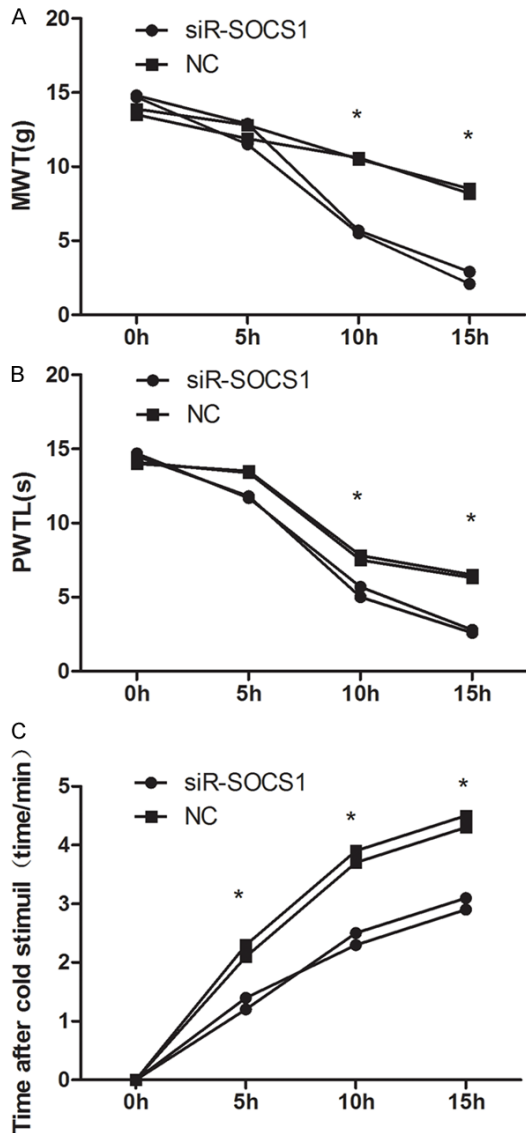 A
siR-SOCS1
NC
MWT(g)
20
15
10
5
0
*
*
0h 5h 10h 15h
B
siR-SOCS1
NC
PWTL(s)
20
15
10
5
0
*
*
0h 5h 10h 15h
C
siR-SOCS1
NC
Time after cold stimuil（time/min）
5
4
3
2
1
0
*
*
*
0h 5h 10h 15h